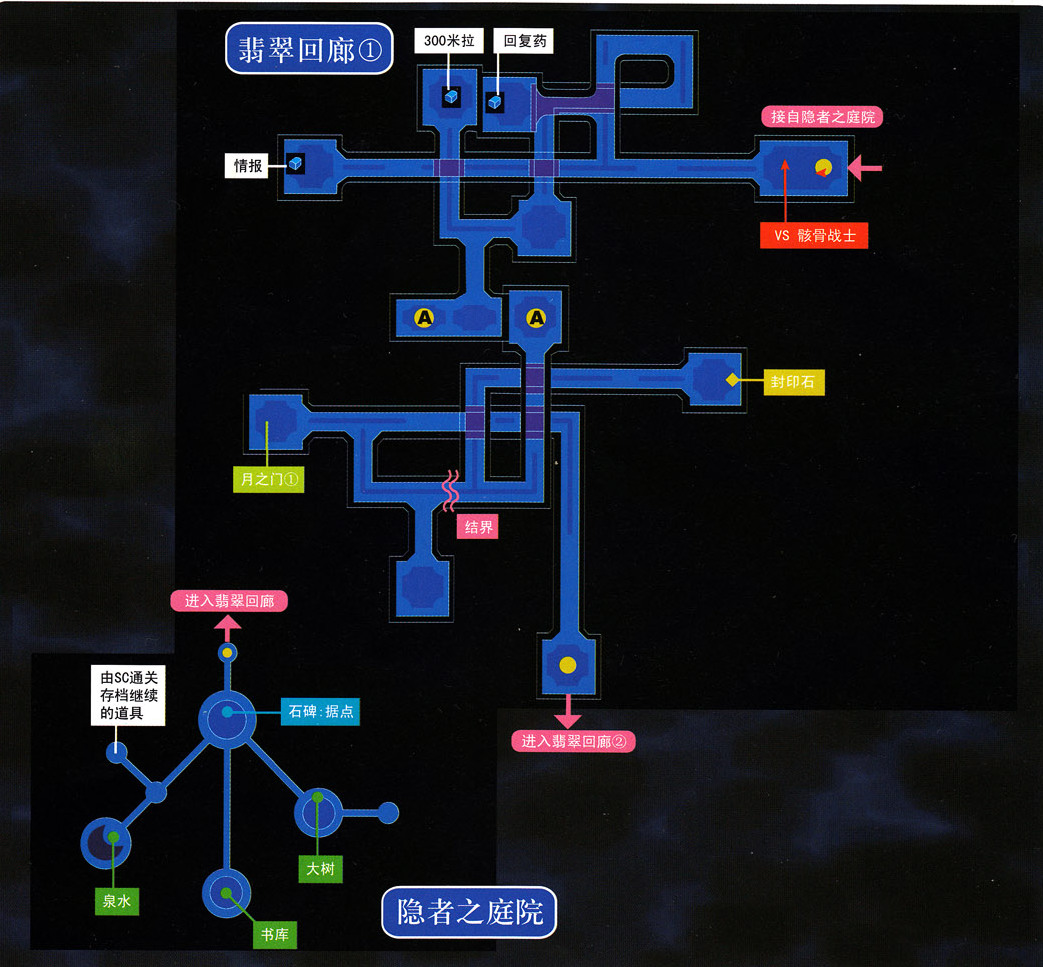 翡翠回廊①
300米拉
回复药
接自隐者之庭院
情报
VS 骸骨战士
A
A
封印石
月之门①
结界
进入翡翠回廊
由SC通关
存档继续
的道具
石碑:据点
进入翡翠回廊②
大树
泉水
书库
隐者之庭院